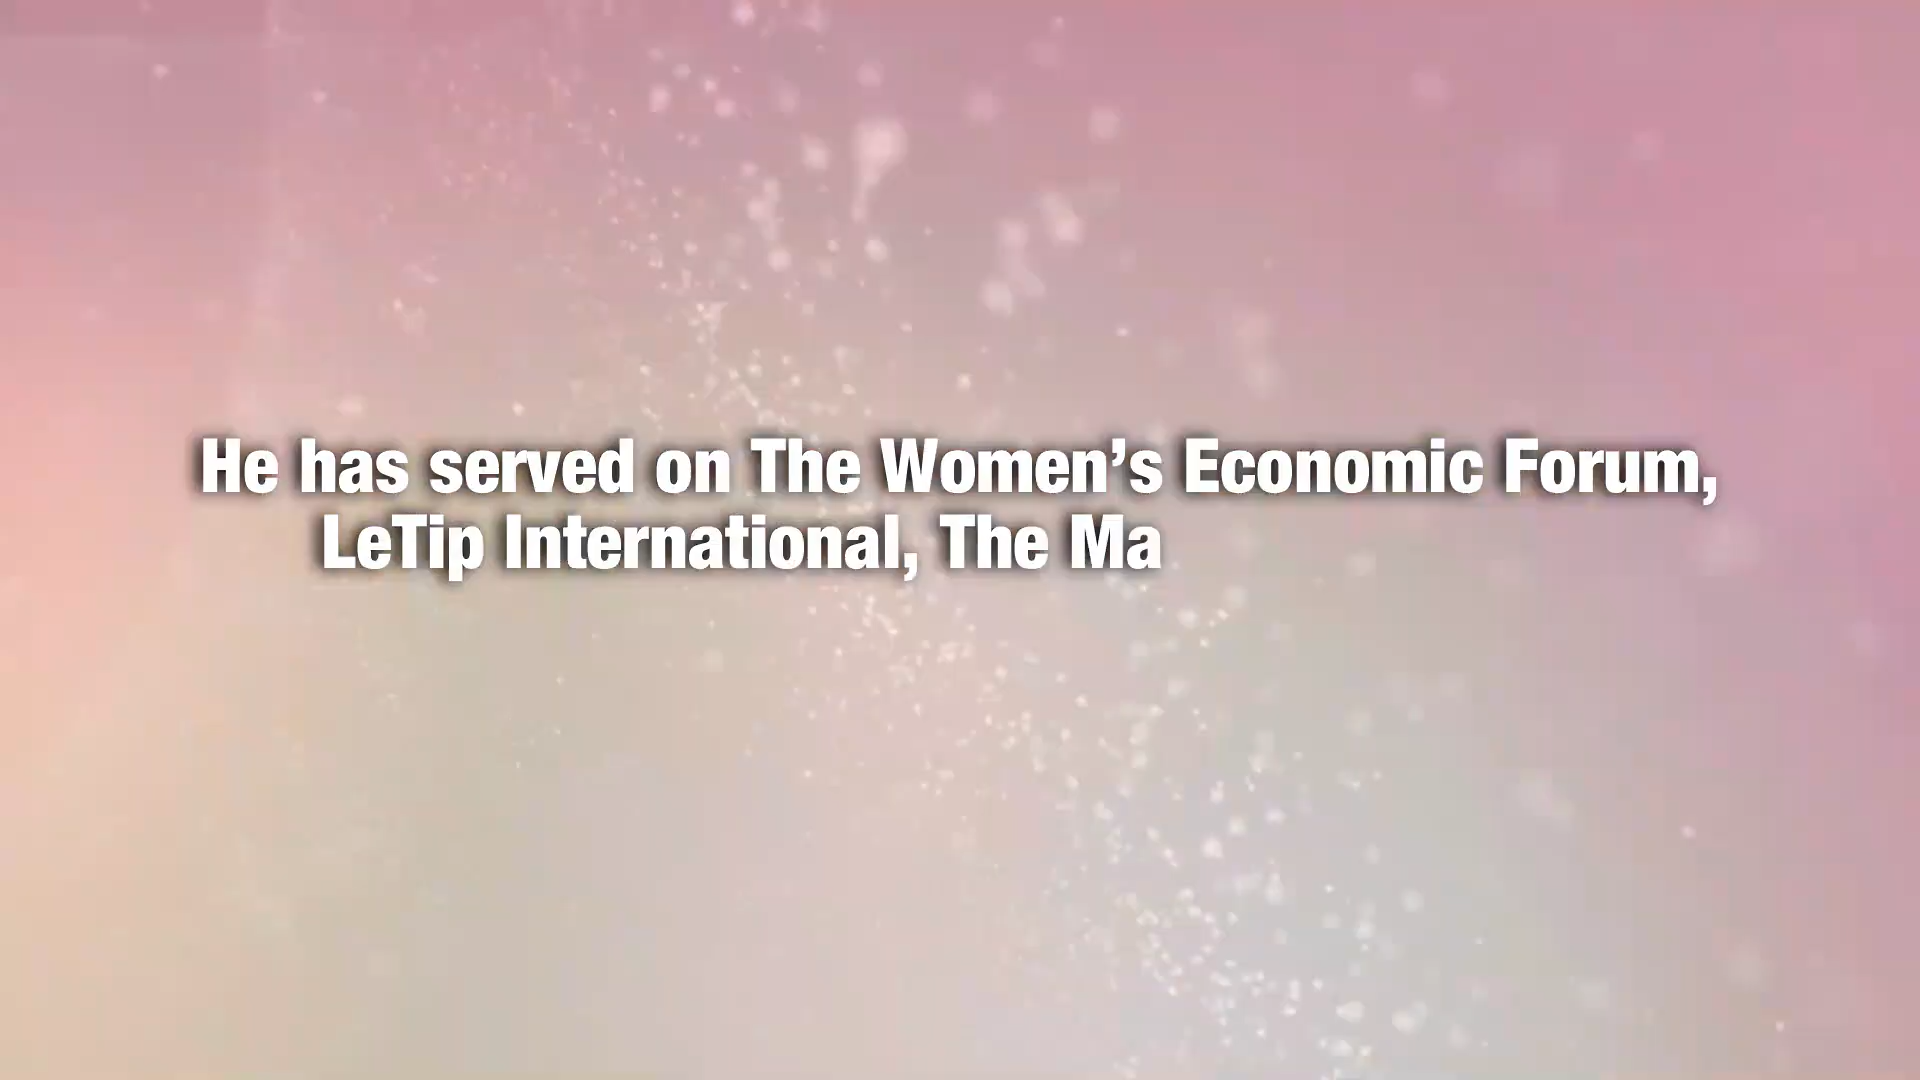 He has served on The Women’s Economic Forum,
LeTip International, The Ma